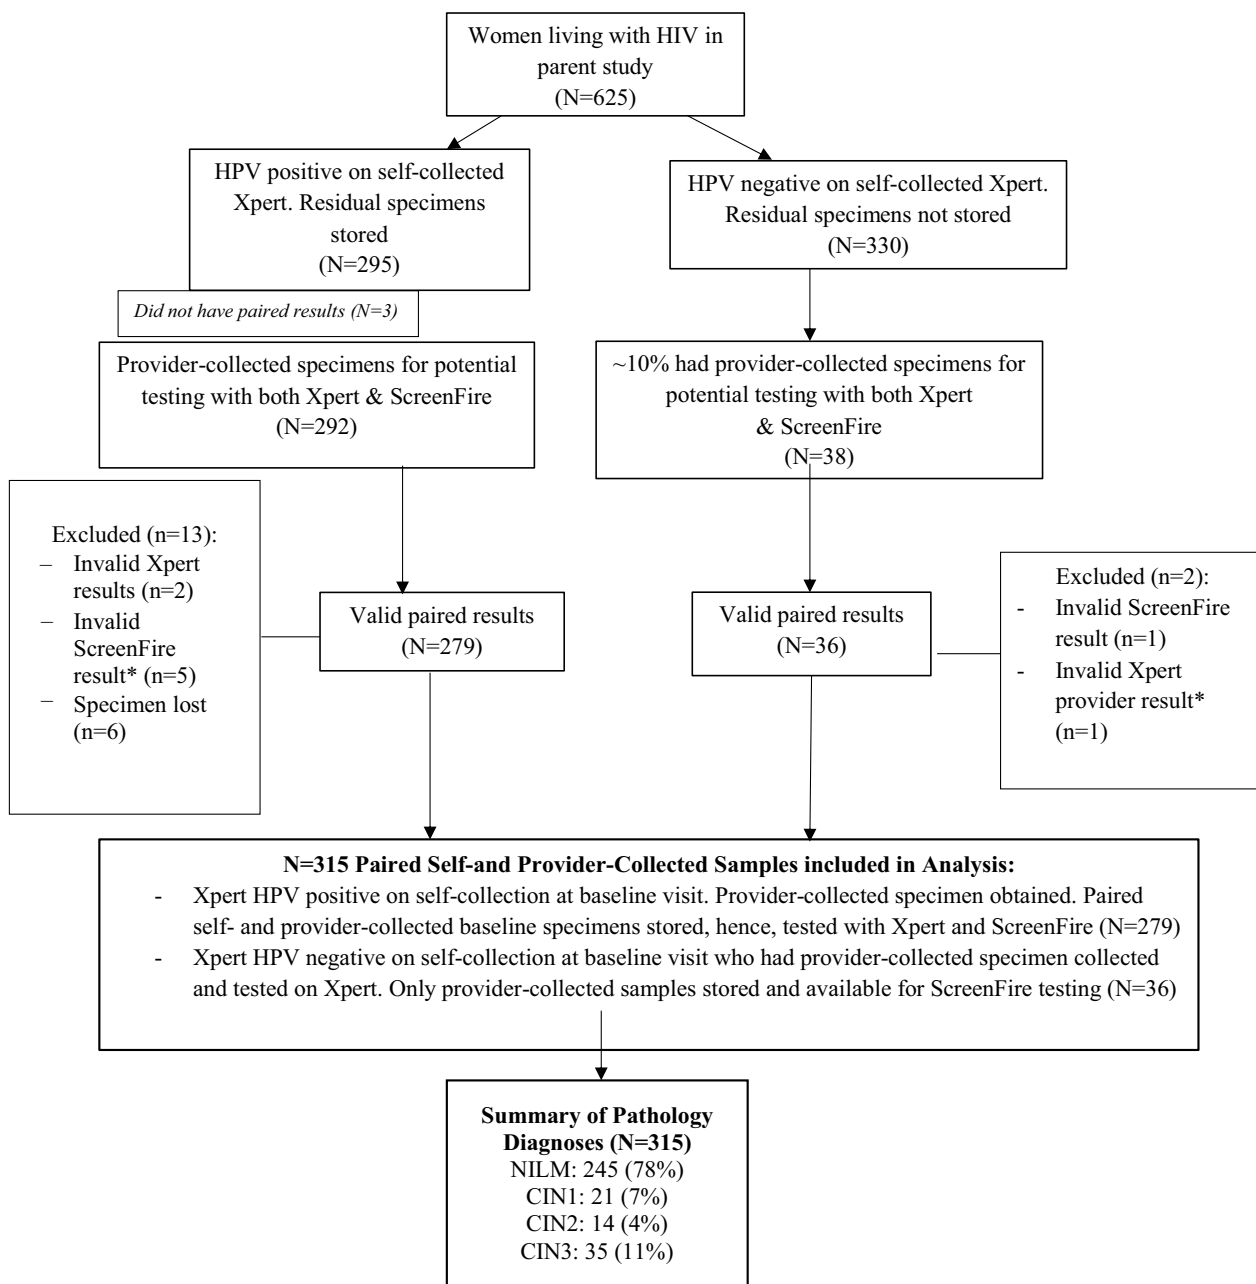 Women living with HIV in
parent study
(N=625)
HPV positive on self-collected
Xpert. Residual specimens
stored
(N=295)
HPV negative on self-collected Xpert.
Residual specimens not stored
(N=330)
Did not have paired results (N=3)
Provider-collected specimens for potential
testing with both Xpert & ScreenFire
(N=292)
~10% had provider-collected specimens for
potential testing with both Xpert
& ScreenFire
(N=38)
Excluded (n=13):
– Invalid Xpert
results (n=2)
– Invalid
ScreenFire
result* (n=5)
– Specimen lost
(n=6)
Valid paired results
(N=279)
Valid paired results
(N=36)
Excluded (n=2):
- Invalid ScreenFire
result (n=1)
- Invalid Xpert
provider result*
(n=1)
N=315 Paired Self-and Provider-Collected Samples included in Analysis:
- Xpert HPV positive on self-collection at baseline visit. Provider-collected specimen obtained. Paired
self- and provider-collected baseline specimens stored, hence, tested with Xpert and ScreenFire (N=279)
- Xpert HPV negative on self-collection at baseline visit who had provider-collected specimen collected
and tested on Xpert. Only provider-collected samples stored and available for ScreenFire testing (N=36)
Summary of Pathology
Diagnoses (N=315)
NILM: 245 (78%)
CIN1: 21 (7%)
CIN2: 14 (4%)
CIN3: 35 (11%)